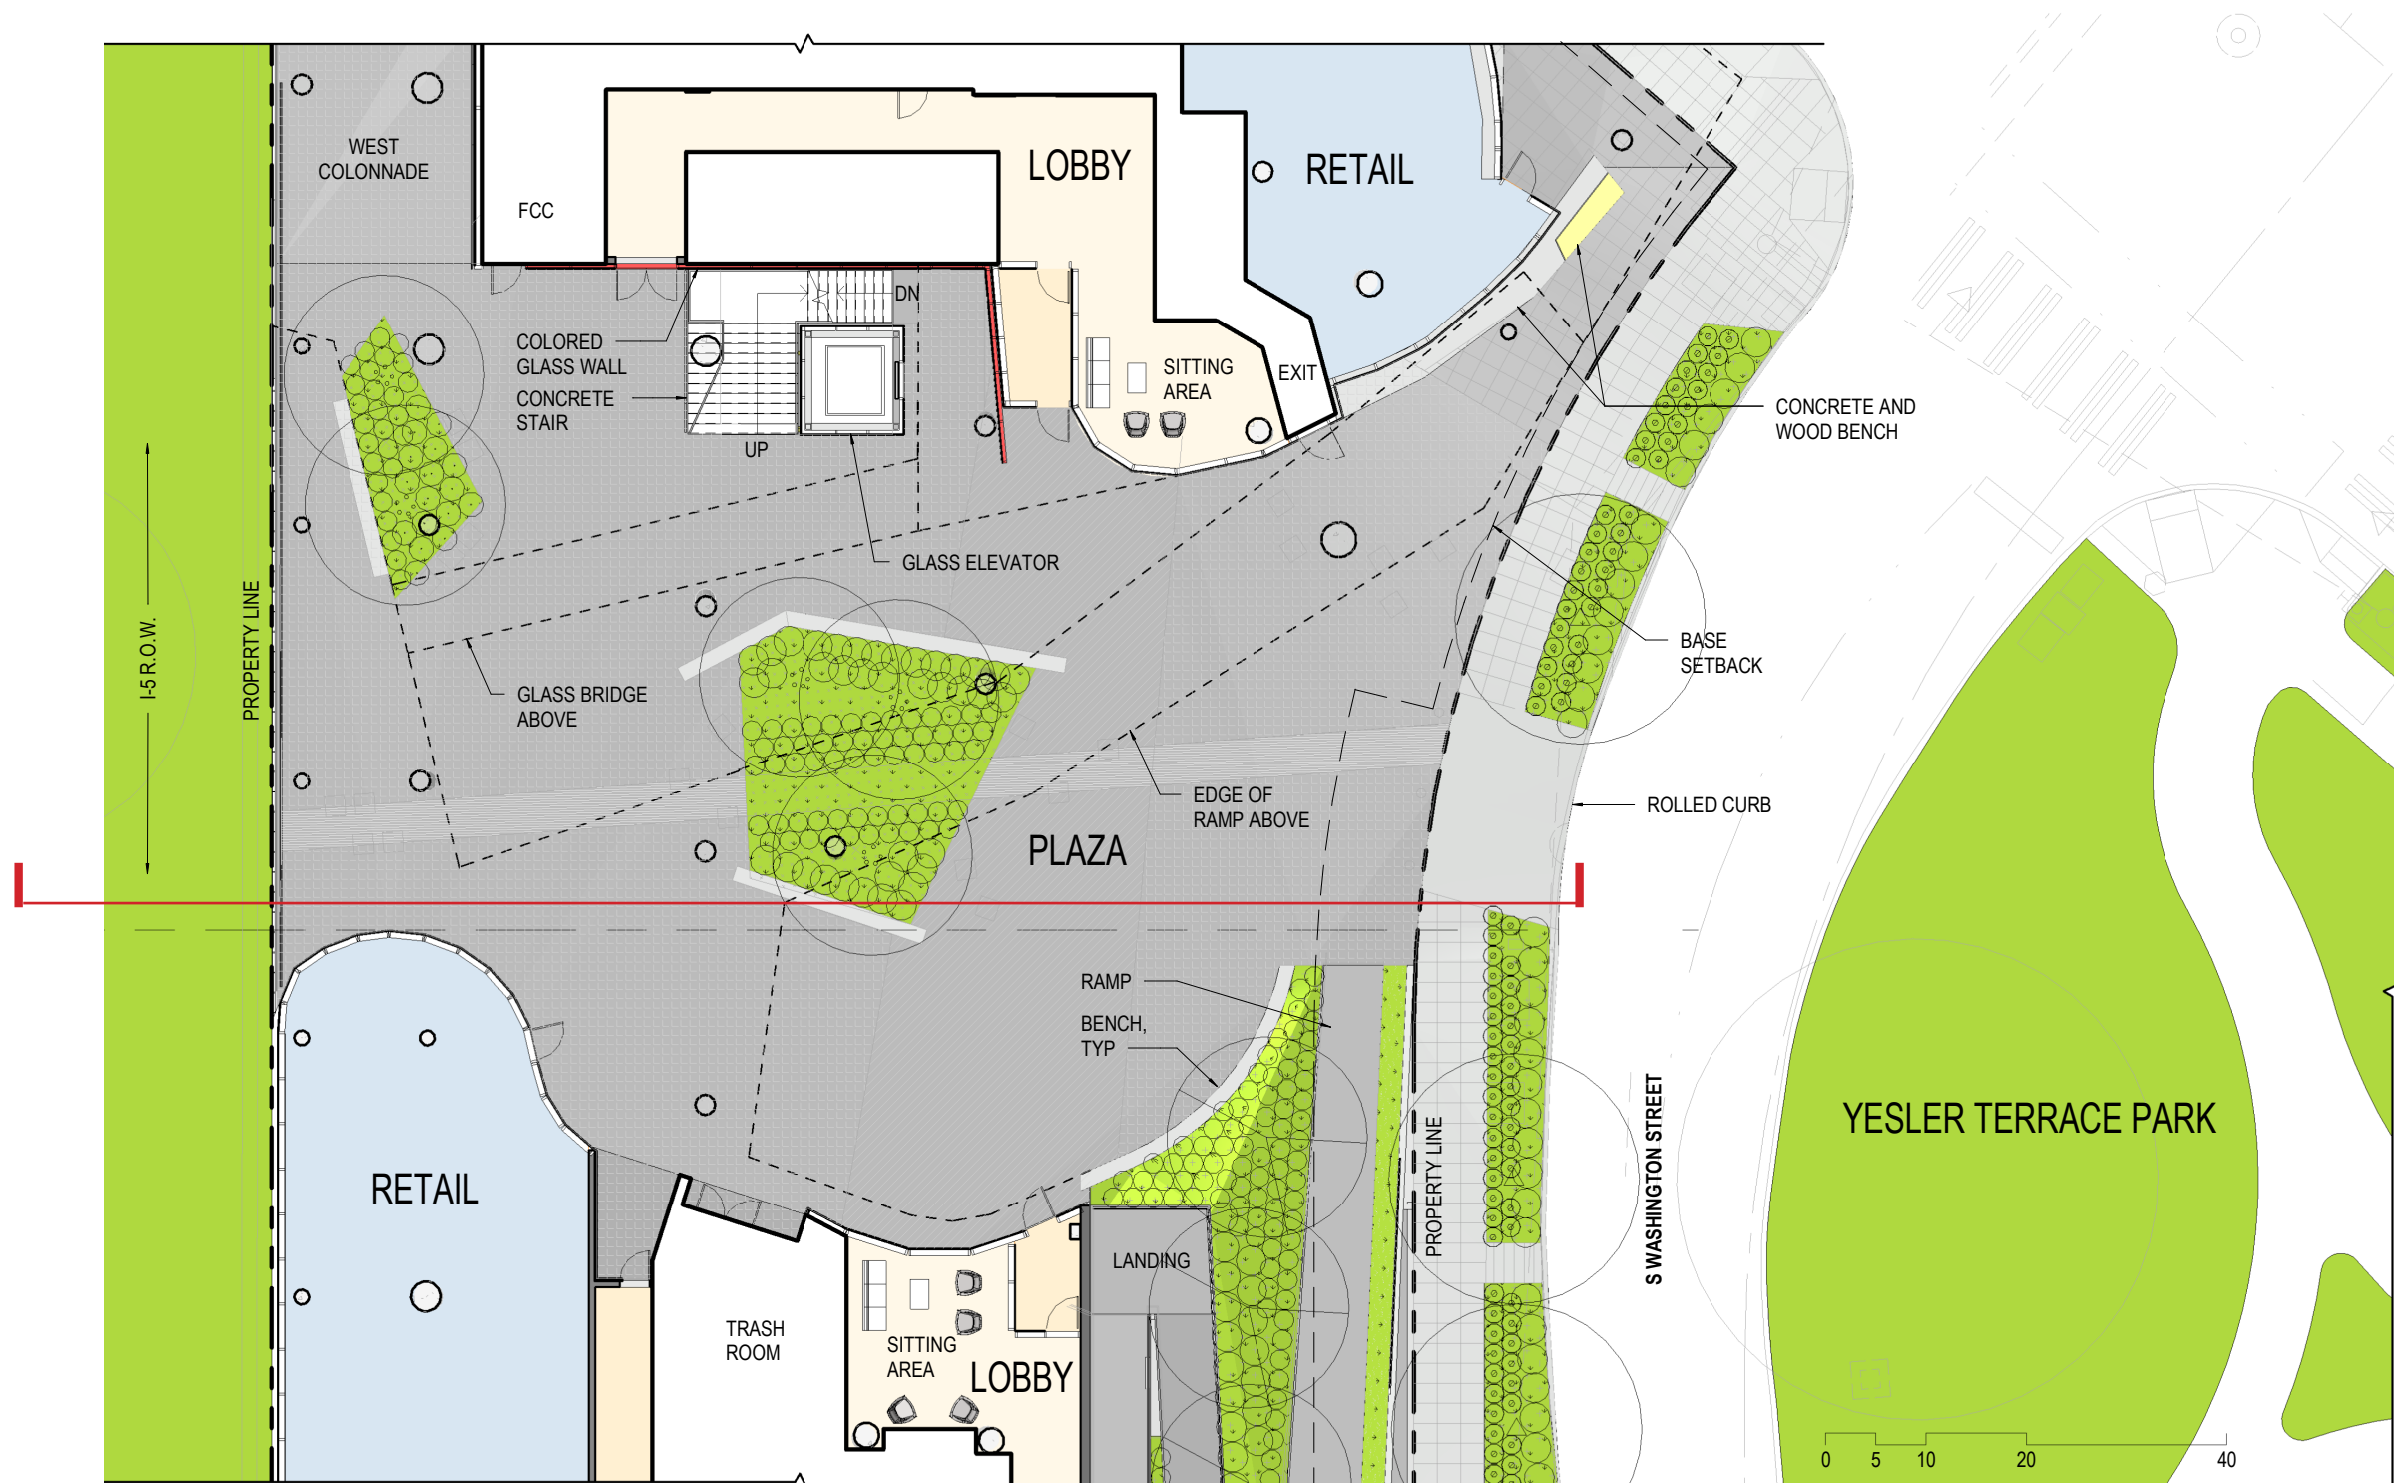 WEST
COLONNADE
FCC
LOBBY
RETAIL
DN
COLORED
GLASS WALL
CONCRETE
STAIR
UP
SITTING
AREA
EXIT
CONCRETE AND
WOOD BENCH
GLASS ELEVATOR
I-5 R.O.W.
PROPERTY LINE
GLASS BRIDGE
ABOVE
BASE
SETBACK
EDGE OF
RAMP ABOVE
ROLLED CURB
PLAZA
RAMP
BENCH,
TYP
RETAIL
LANDING
PROPERTY LINE
S WASHINGTON STREET
YESLER TERRACE PARK
TRASH
ROOM
SITTING
AREA
LOBBY
0 5 10 20 40